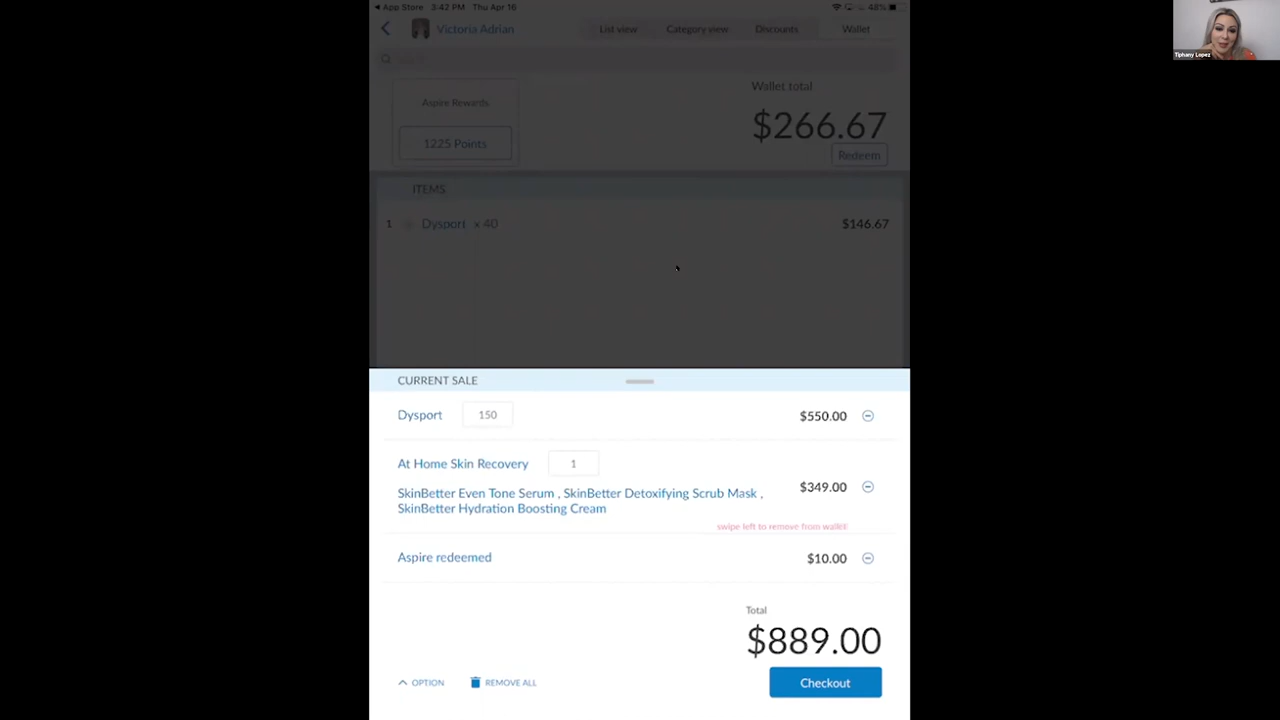 App Store 3:42 PM Thu Apr 16 48%
Victoria Adrian List view Category view Discounts Wallet
Tiphany Lopez
Aspire Rewards
1225 Points
Wallet total
$266.67
Redeem
ITEMS
1 Dysport x 40 $146.67
CURRENT SALE
Dysport 150 $550.00
At Home Skin Recovery 1
SkinBetter Even Tone Serum , SkinBetter Detoxifying Scrub Mask ,
SkinBetter Hydration Boosting Cream
$349.00
swipe left to remove from wallet
Aspire redeemed $10.00
Total
$889.00
OPTION REMOVE ALL Checkout